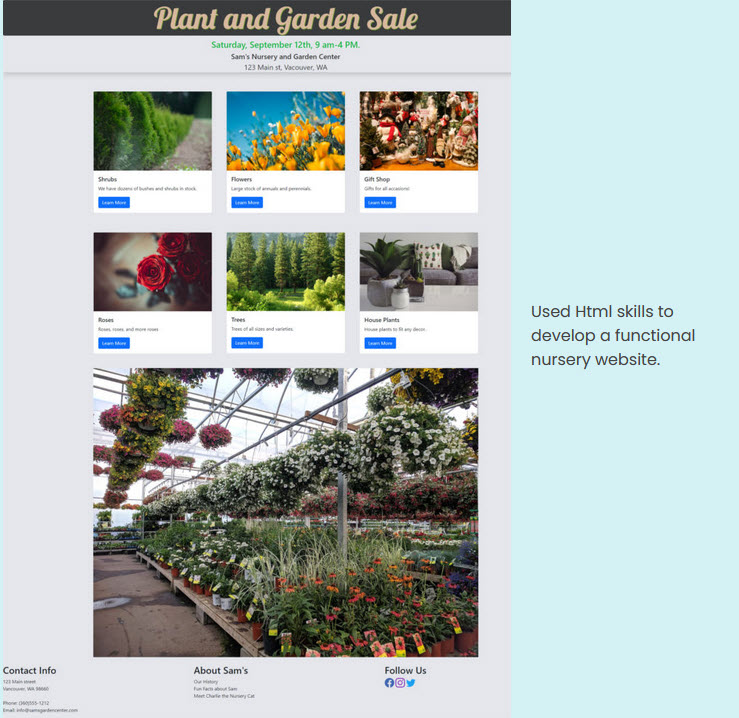 Plant and Garden Sale
Saturday, September 12th, 9 am-4 PM.
Sam's Nursery and Garden Center
123 Main st, Vacouver, WA
Shrubs
We have dozens of bushes and shrubs in stock.
Learn More
Flowers
Large stock of annuals and perennials.
Learn More
Gift Shop
Gifts for all occasions!
Learn More
Roses
Roses, roses, and more roses
Learn More
Trees
Trees of all sizes and varieties.
Learn More
House Plants
House plants to fit any decor.
Learn More
Used Html skills to
develop a functional
nursery website.
Contact Info
123 Main street
Vancouver, WA 98660
Phone: (360)555-1212
Email: info@samsgardencenter.com
About Sam's
Our History
Fun Facts about Sam
Meet Charlie the Nursery Cat
Follow Us